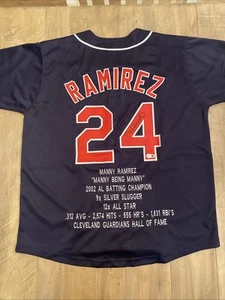 RAMIREZ
24
MANNY RAMIREZ
"MANNY BEING MANNY"
2002 AL BATTING CHAMPION
9x SILVER SLUGGER
12x ALL STAR
.312 AVG - 2,574 HITS - 555 HR'S - 1,831 RBI'S
CLEVELAND GUARDIANS HALL OF FAME